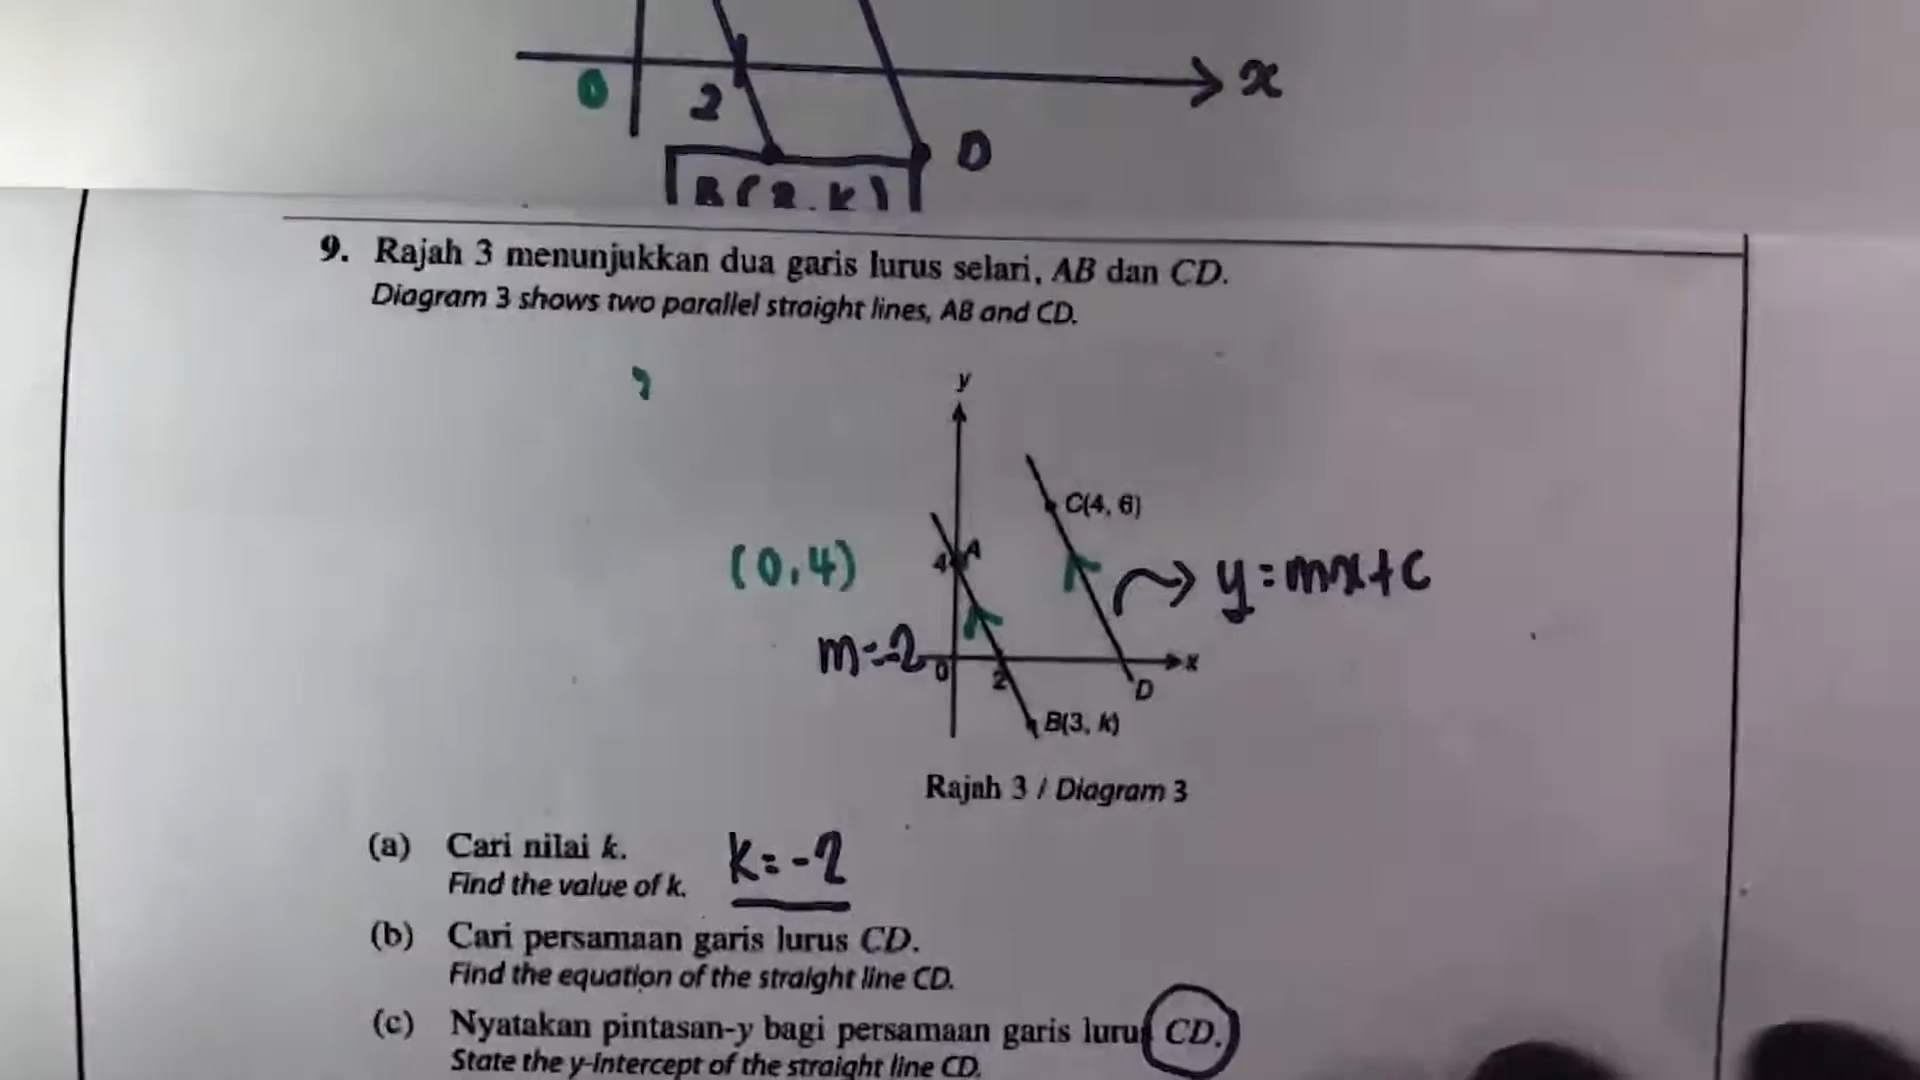 x
0
2
D
B(2, k)
9. Rajah 3 menunjukkan dua garis lurus selari, AB dan CD.
Diagram 3 shows two parallel straight lines, AB and CD.
y
C(4, 6)
(0,4)
4 A
y=mx+c
m=-2
0
2
x
D
B(3, k)
Rajah 3 / Diagram 3
(a) Cari nilai k.
k=-2
Find the value of k.
(b) Cari persamaan garis lurus CD.
Find the equation of the straight line CD.
(c) Nyatakan pintasan-y bagi persamaan garis lurus CD.
State the y-intercept of the straight line CD.